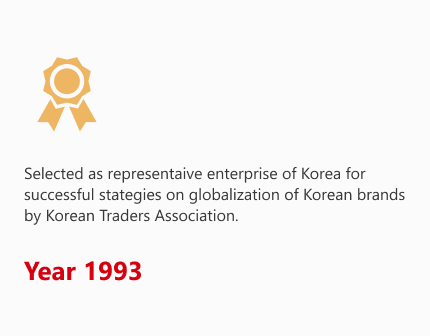 Selected as representaive enterprise of Korea for
successful stategies on globalization of Korean brands
by Korean Traders Association.
Year 1993